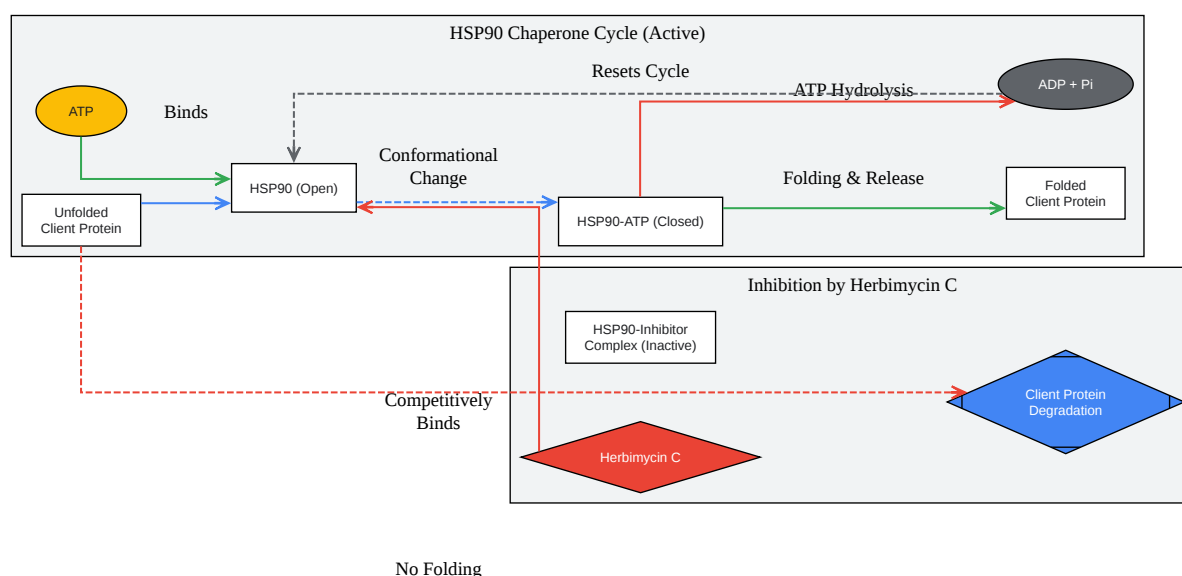 HSP90 Chaperone Cycle (Active)
Resets Cycle
ADP + Pi
ATP Hydrolysis
ATP
Binds
Conformational
Change
HSP90 (Open)
Folding & Release
Folded
Client Protein
Unfolded
Client Protein
HSP90-ATP (Closed)
Inhibition by Herbimycin C
HSP90-Inhibitor
Complex (Inactive)
Competitively
Binds
Client Protein
Degradation
Herbimycin C
No Folding